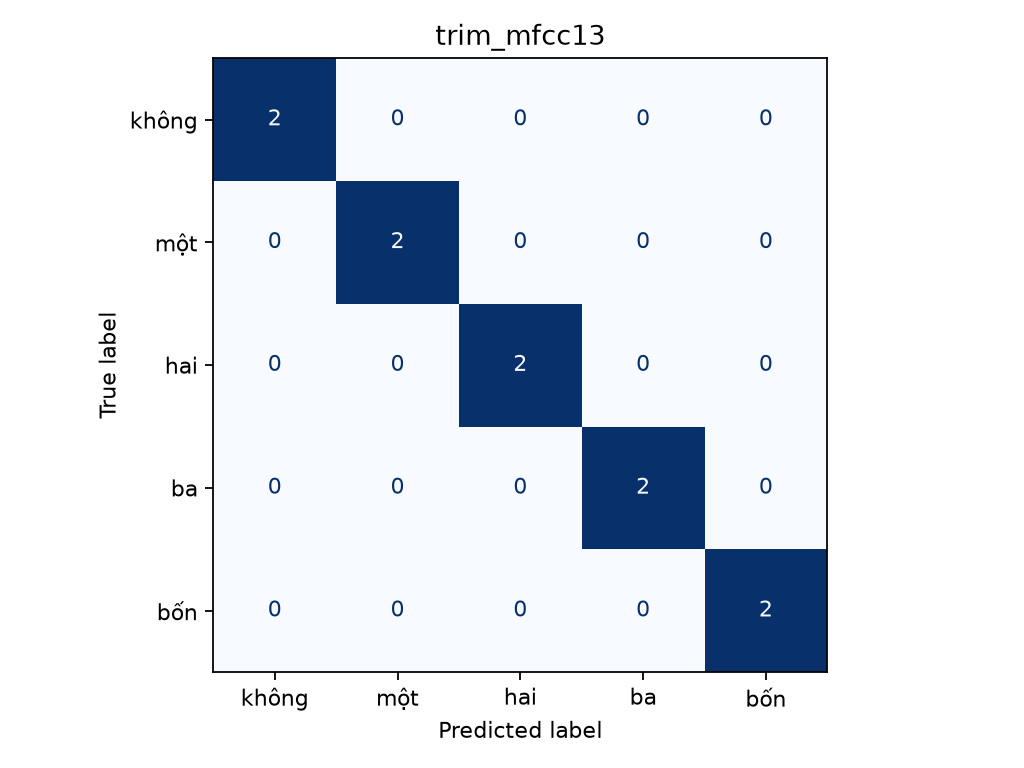 trim_mfcc13
không 2 0 0 0 0
một 0 2 0 0 0
hai 0 0 2 0 0
ba 0 0 0 2 0
bốn 0 0 0 0 2
True label
không một hai ba bốn
Predicted label